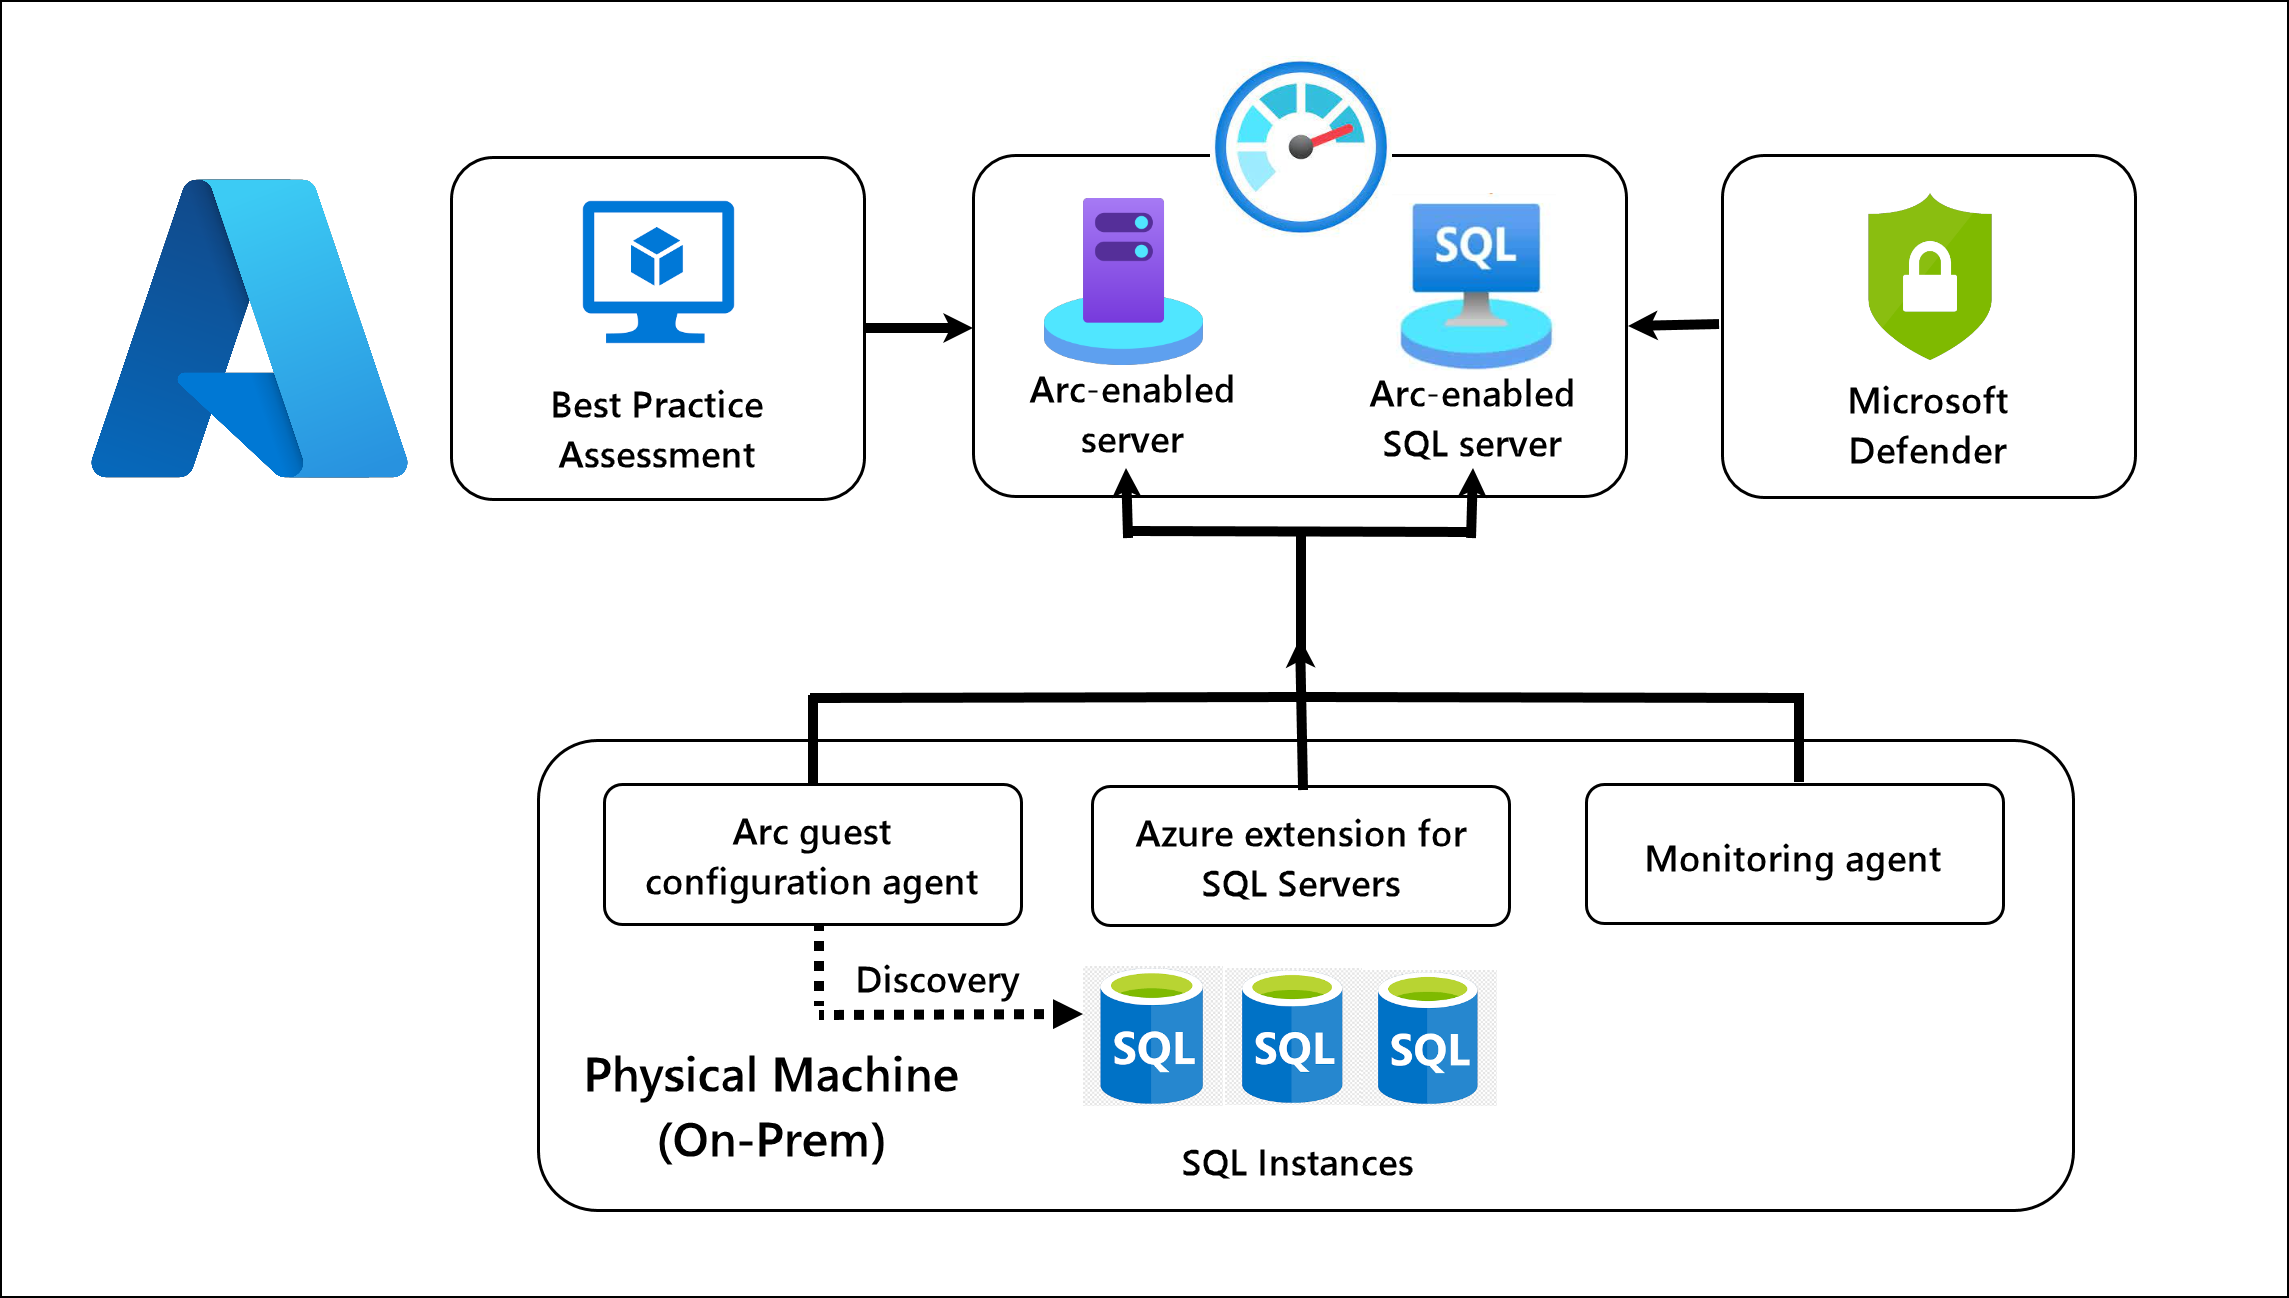 Best Practice
Assessment
Arc-enabled
server
SQL
Arc-enabled
SQL server
Microsoft
Defender
Arc guest
configuration agent
Azure extension for
SQL Servers
Monitoring agent
Discovery
SQL
SQL
SQL
Physical Machine
(On-Prem)
SQL Instances